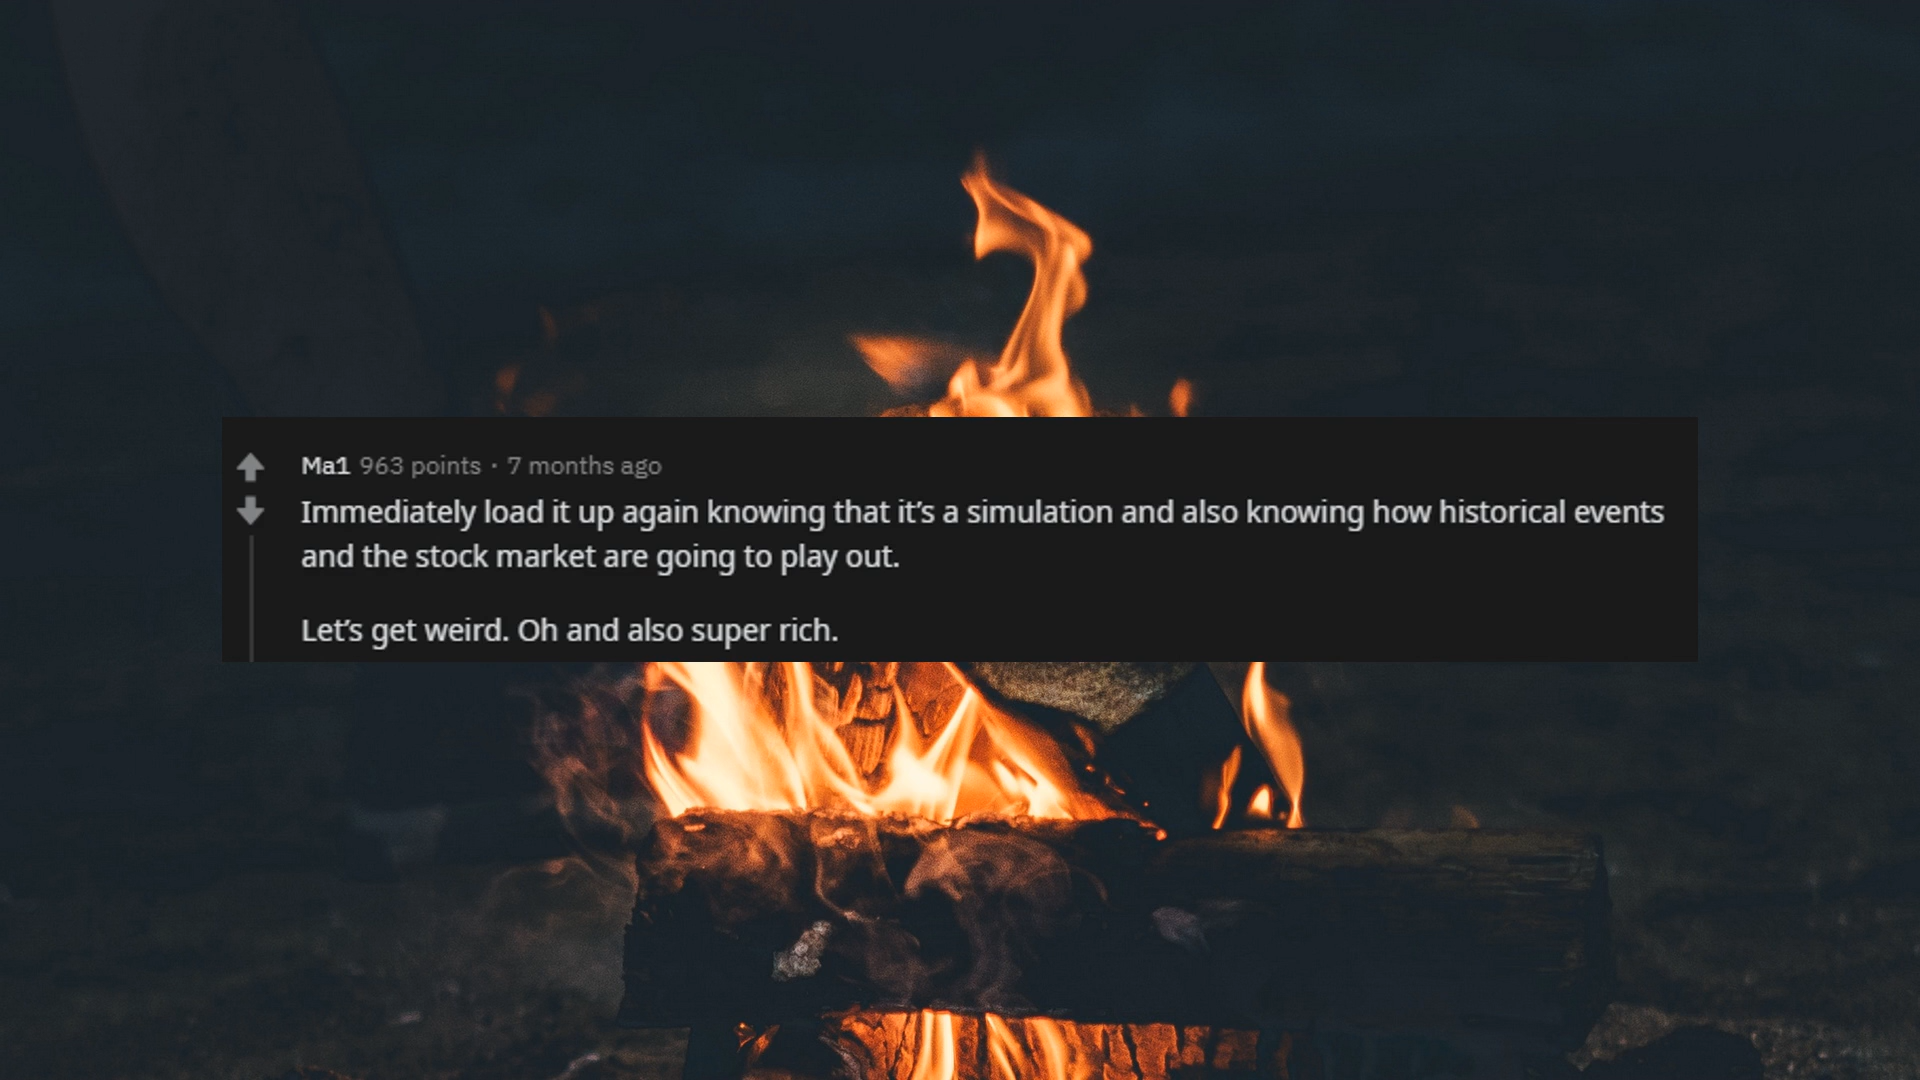 Ma1 963 points · 7 months ago
Immediately load it up again knowing that it’s a simulation and also knowing how historical events
and the stock market are going to play out.
Let’s get weird. Oh and also super rich.